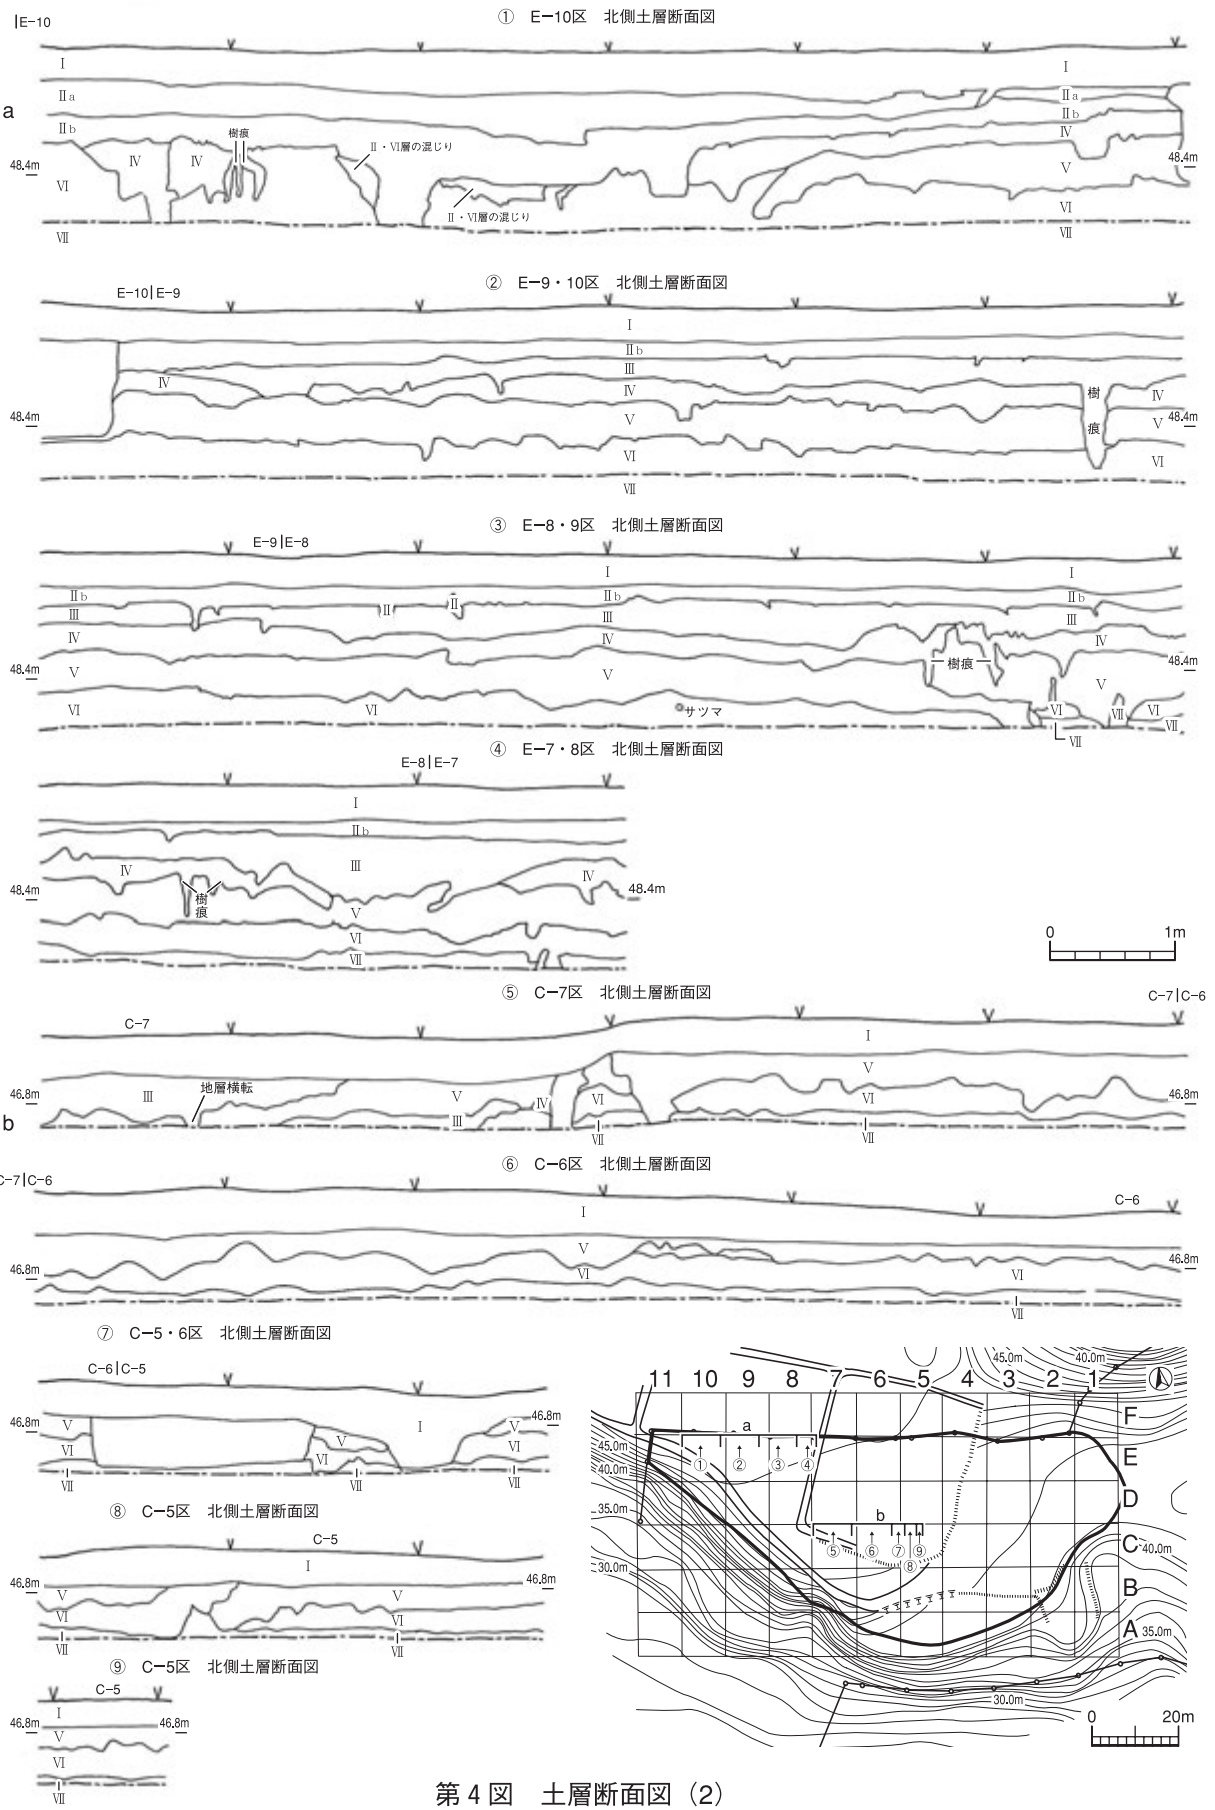 ① E-10区 北側土層断面図
|E-10
I I
Ⅱa Ⅱa
a
Ⅱb Ⅱb
樹痕
Ⅳ Ⅳ Ⅳ
Ⅱ・Ⅵ層の混じり
48.4m 48.4m
Ⅴ
Ⅵ Ⅵ
Ⅱ・Ⅵ層の混じり
Ⅶ Ⅶ
② E-9・10区 北側土層断面図
E-10|E-9
I
Ⅱb
Ⅲ
Ⅳ Ⅳ 樹痕 Ⅳ
48.4m Ⅴ Ⅴ 48.4m
Ⅵ Ⅵ
Ⅶ
③ E-8・9区 北側土層断面図
E-9|E-8
I I
Ⅱb Ⅱ Ⅱ Ⅱb Ⅱb
Ⅲ Ⅲ Ⅲ
Ⅳ Ⅳ Ⅳ
48.4m 樹痕 48.4m
Ⅴ Ⅴ Ⅴ
Ⅵ Ⅵ サツマ Ⅵ Ⅶ Ⅵ
Ⅶ Ⅶ
④ E-7・8区 北側土層断面図
E-8|E-7
I
Ⅱb
Ⅲ
Ⅳ Ⅳ
48.4m 樹痕 48.4m
Ⅴ
Ⅵ
Ⅶ
0 1m
⑤ C-7区 北側土層断面図
C-7 C-7|C-6
I
地層横転
Ⅲ Ⅴ Ⅳ Ⅵ Ⅴ
46.8m Ⅵ 46.8m
b
Ⅲ
Ⅶ Ⅶ
⑥ C-6区 北側土層断面図
C-7|C-6 C-6
I
Ⅴ
46.8m Ⅵ Ⅵ 46.8m
Ⅶ
⑦ C-5・6区 北側土層断面図
C-6|C-5
46.8m Ⅴ Ⅴ I Ⅴ 46.8m
Ⅵ Ⅵ Ⅵ
Ⅶ Ⅶ Ⅶ
⑧ C-5区 北側土層断面図
C-5
I
46.8m Ⅴ Ⅴ 46.8m
Ⅵ Ⅵ
Ⅶ Ⅶ
⑨ C-5区 北側土層断面図
C-5
I
46.8m Ⅴ 46.8m
Ⅵ
Ⅶ
45.0m 40.0m
11 10 9 8 7 6 5 4 3 2 1
F
a
45.0m ① ② ③ ④ E
40.0m
D
35.0m b
⑤ ⑥ ⑦ ⑧ ⑨ C 40.0m
30.0m
B
A 35.0m
30.0m
0 20m
第4図 土層断面図（2）